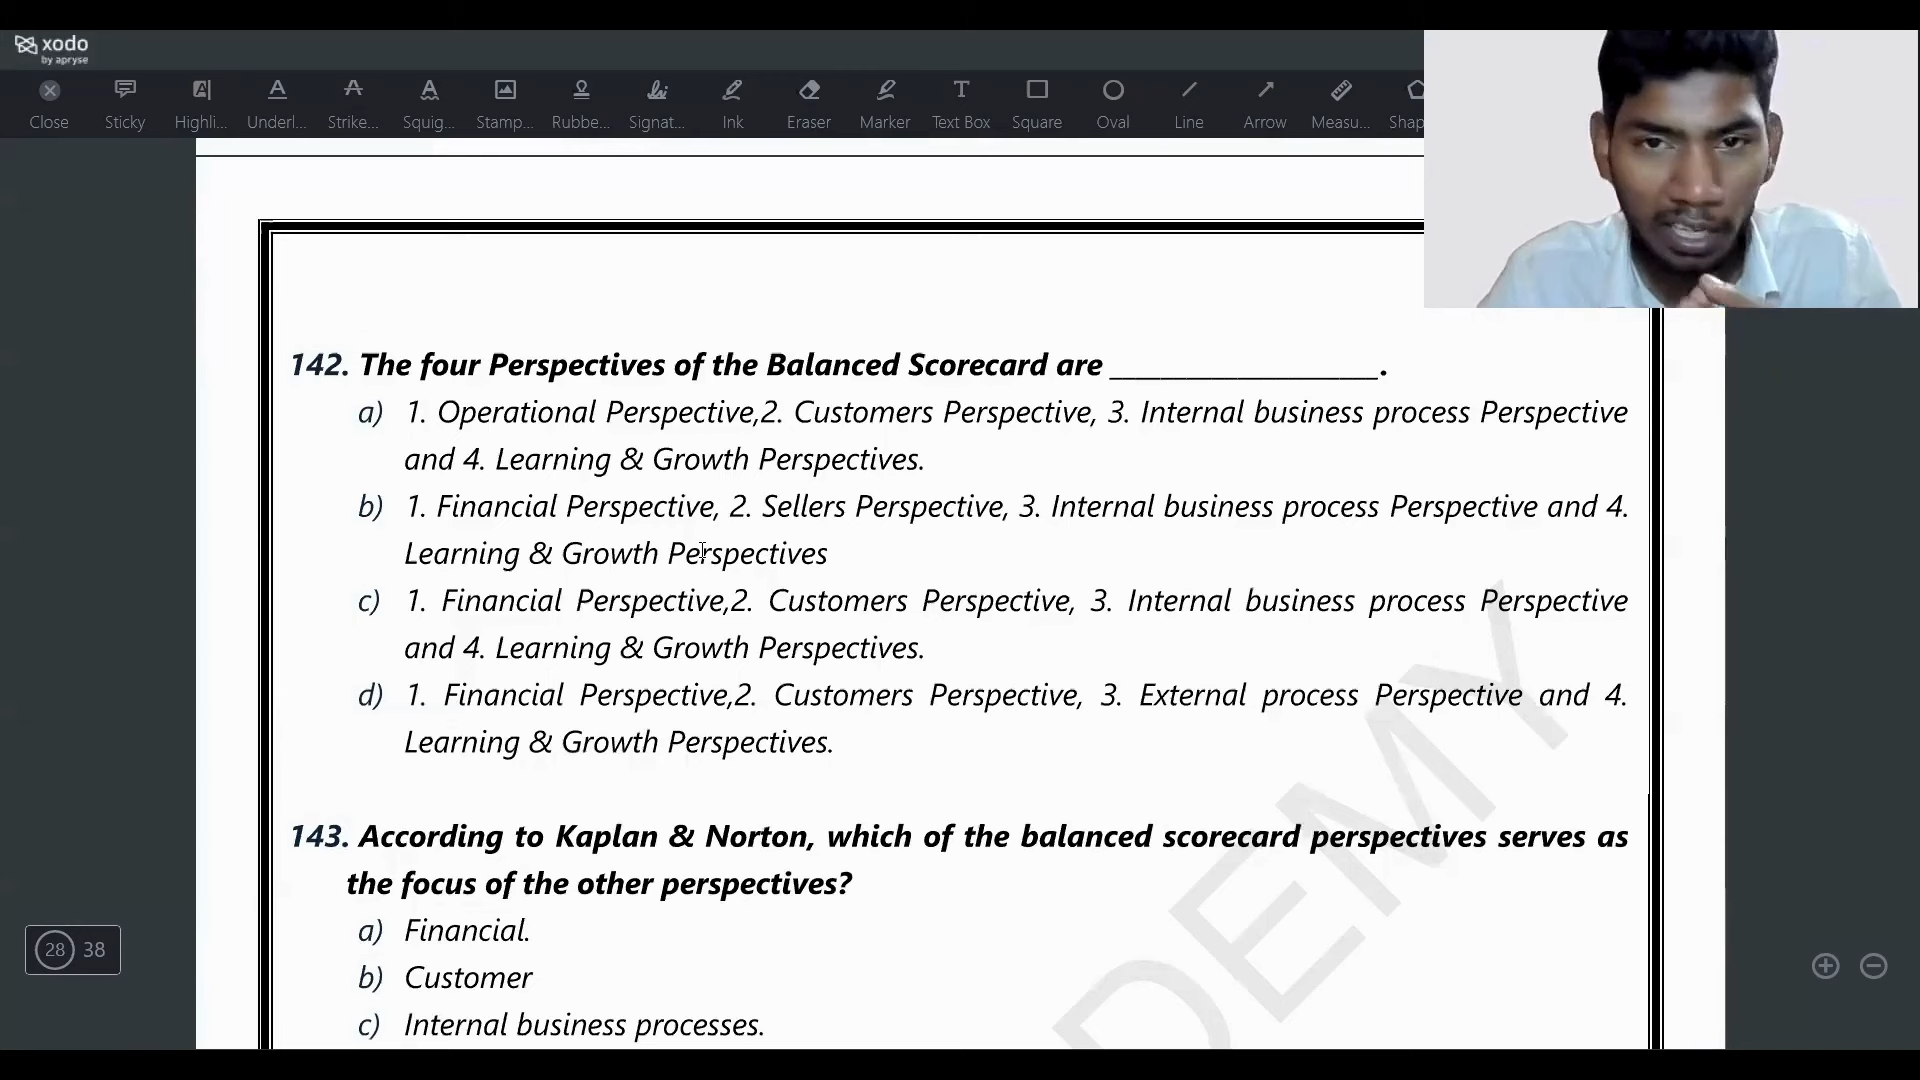 xodo
by apryse
Close Sticky Highli... Underl... Strike... Squig... Stamp... Rubbe... Signat... Ink Eraser Marker Text Box Square Oval Line Arrow Measu... Shap
142. The four Perspectives of the Balanced Scorecard are ____________________.
a) 1. Operational Perspective,2. Customers Perspective, 3. Internal business process Perspective
and 4. Learning & Growth Perspectives.
b) 1. Financial Perspective, 2. Sellers Perspective, 3. Internal business process Perspective and 4.
Learning & Growth Perspectives
c) 1. Financial Perspective,2. Customers Perspective, 3. Internal business process Perspective
and 4. Learning & Growth Perspectives.
d) 1. Financial Perspective,2. Customers Perspective, 3. External process Perspective and 4.
Learning & Growth Perspectives.
143. According to Kaplan & Norton, which of the balanced scorecard perspectives serves as
the focus of the other perspectives?
a) Financial.
b) Customer
c) Internal business processes.
DEMY
28 38